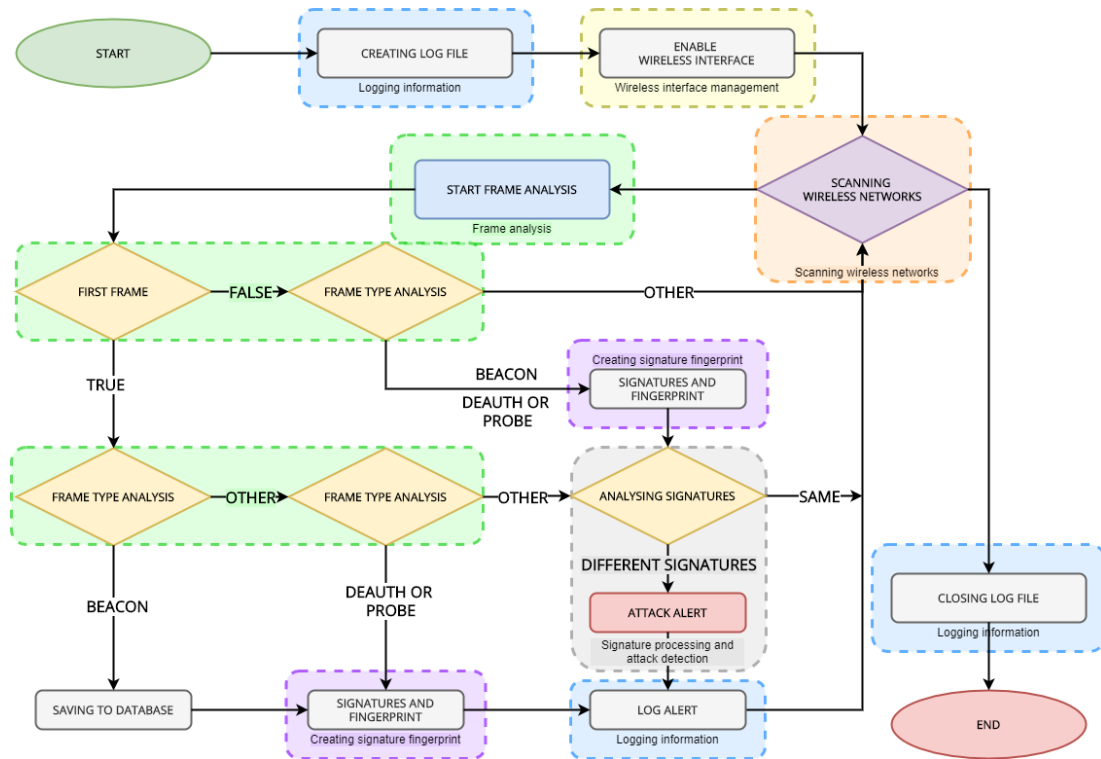 START
CREATING LOG FILE
Logging information
ENABLE
WIRELESS INTERFACE
Wireless interface management
START FRAME ANALYSIS
Frame analysis
SCANNING
WIRELESS NETWORKS
Scanning wireless networks
FIRST FRAME
FALSE
FRAME TYPE ANALYSIS
OTHER
TRUE
BEACON
DEAUTH OR
PROBE
Creating signature fingerprint
SIGNATURES AND
FINGERPRINT
FRAME TYPE ANALYSIS
OTHER
FRAME TYPE ANALYSIS
OTHER
ANALYSING SIGNATURES
SAME
DIFFERENT SIGNATURES
ATTACK ALERT
Signature processing and
attack detection
BEACON
DEAUTH OR
PROBE
CLOSING LOG FILE
Logging information
SAVING TO DATABASE
SIGNATURES AND
FINGERPRINT
Creating signature fingerprint
LOG ALERT
Logging information
END